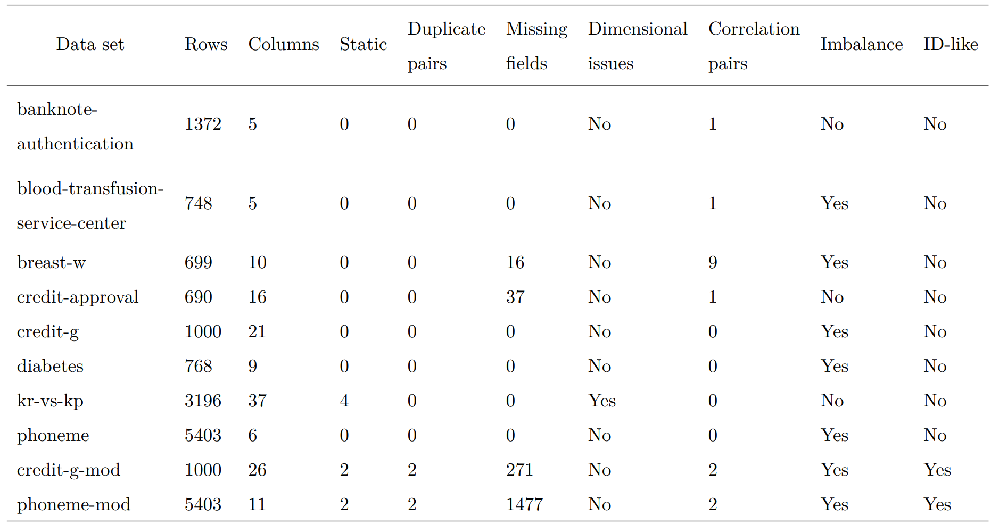 Data set Rows Columns Static Duplicate pairs Missing fields Dimensional issues Correlation pairs Imbalance ID-like
banknote-authentication 1372 5 0 0 0 No 1 No No
blood-transfusion-service-center 748 5 0 0 0 No 1 Yes No
breast-w 699 10 0 0 16 No 9 Yes No
credit-approval 690 16 0 0 37 No 1 No No
credit-g 1000 21 0 0 0 No 0 Yes No
diabetes 768 9 0 0 0 No 0 Yes No
kr-vs-kp 3196 37 4 0 0 Yes 0 No No
phoneme 5403 6 0 0 0 No 0 Yes No
credit-g-mod 1000 26 2 2 271 No 2 Yes Yes
phoneme-mod 5403 11 2 2 1477 No 2 Yes Yes